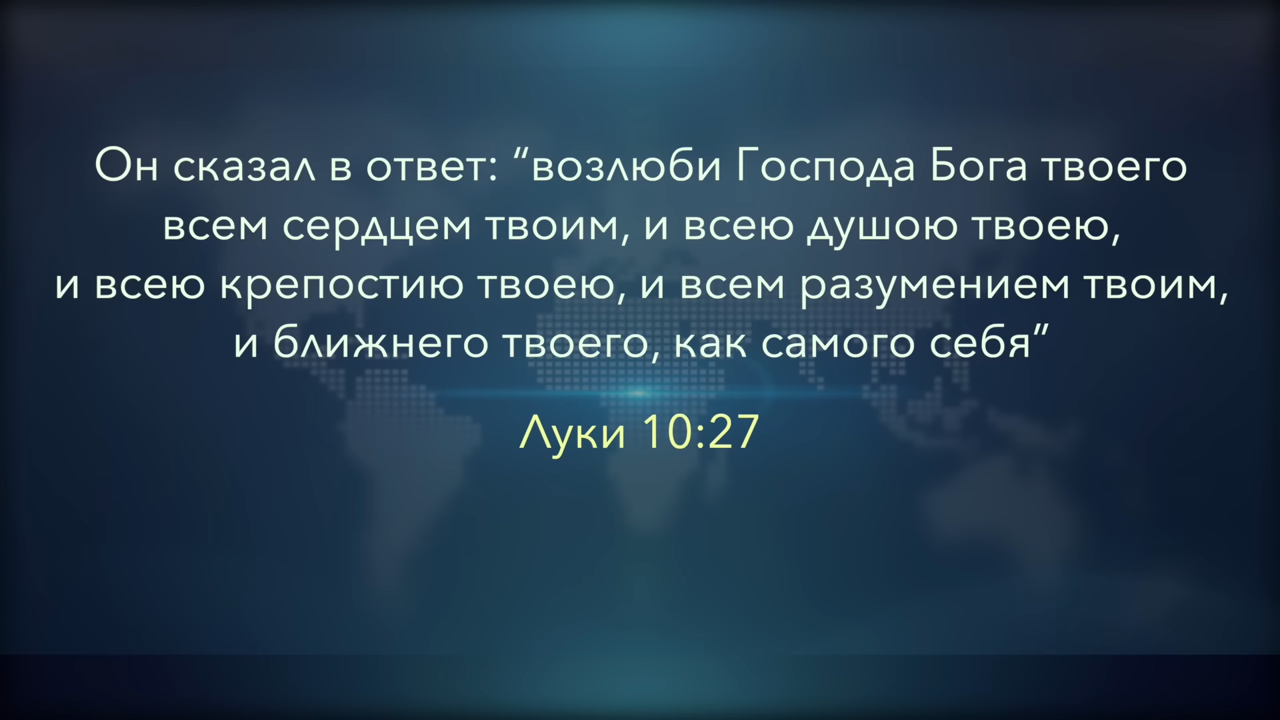 Он сказал в ответ: “возлюби Господа Бога твоего
всем сердцем твоим, и всею душою твоею,
и всею крепостию твоею, и всем разумением твоим,
и ближнего твоего, как самого себя”
Луки 10:27